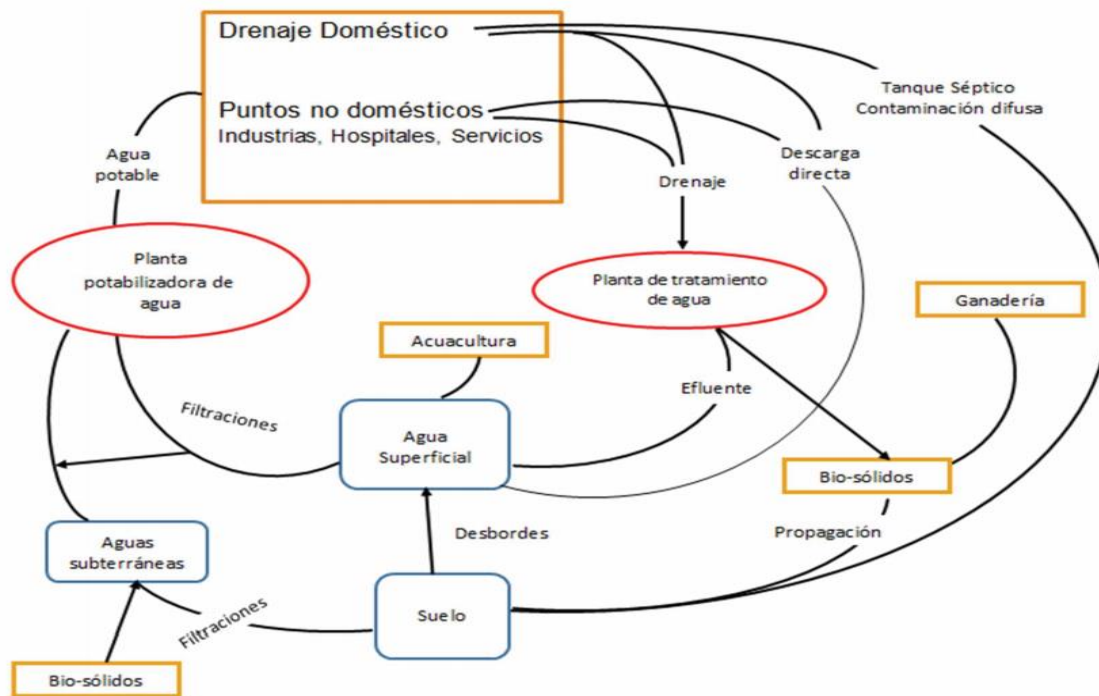 Drenaje Doméstico
Puntos no domésticos
Industrias, Hospitales, Servicios
Tanque Séptico
Contaminación difusa
Agua
potable
Descarga
directa
Drenaje
Planta
potabilizadora de
agua
Planta de tratamiento
de agua
Ganadería
Acuacultura
Efluente
Filtraciones
Agua
Superficial
Bio-sólidos
Desbordes
Propagación
Aguas
subterráneas
Suelo
Filtraciones
Bio-sólidos